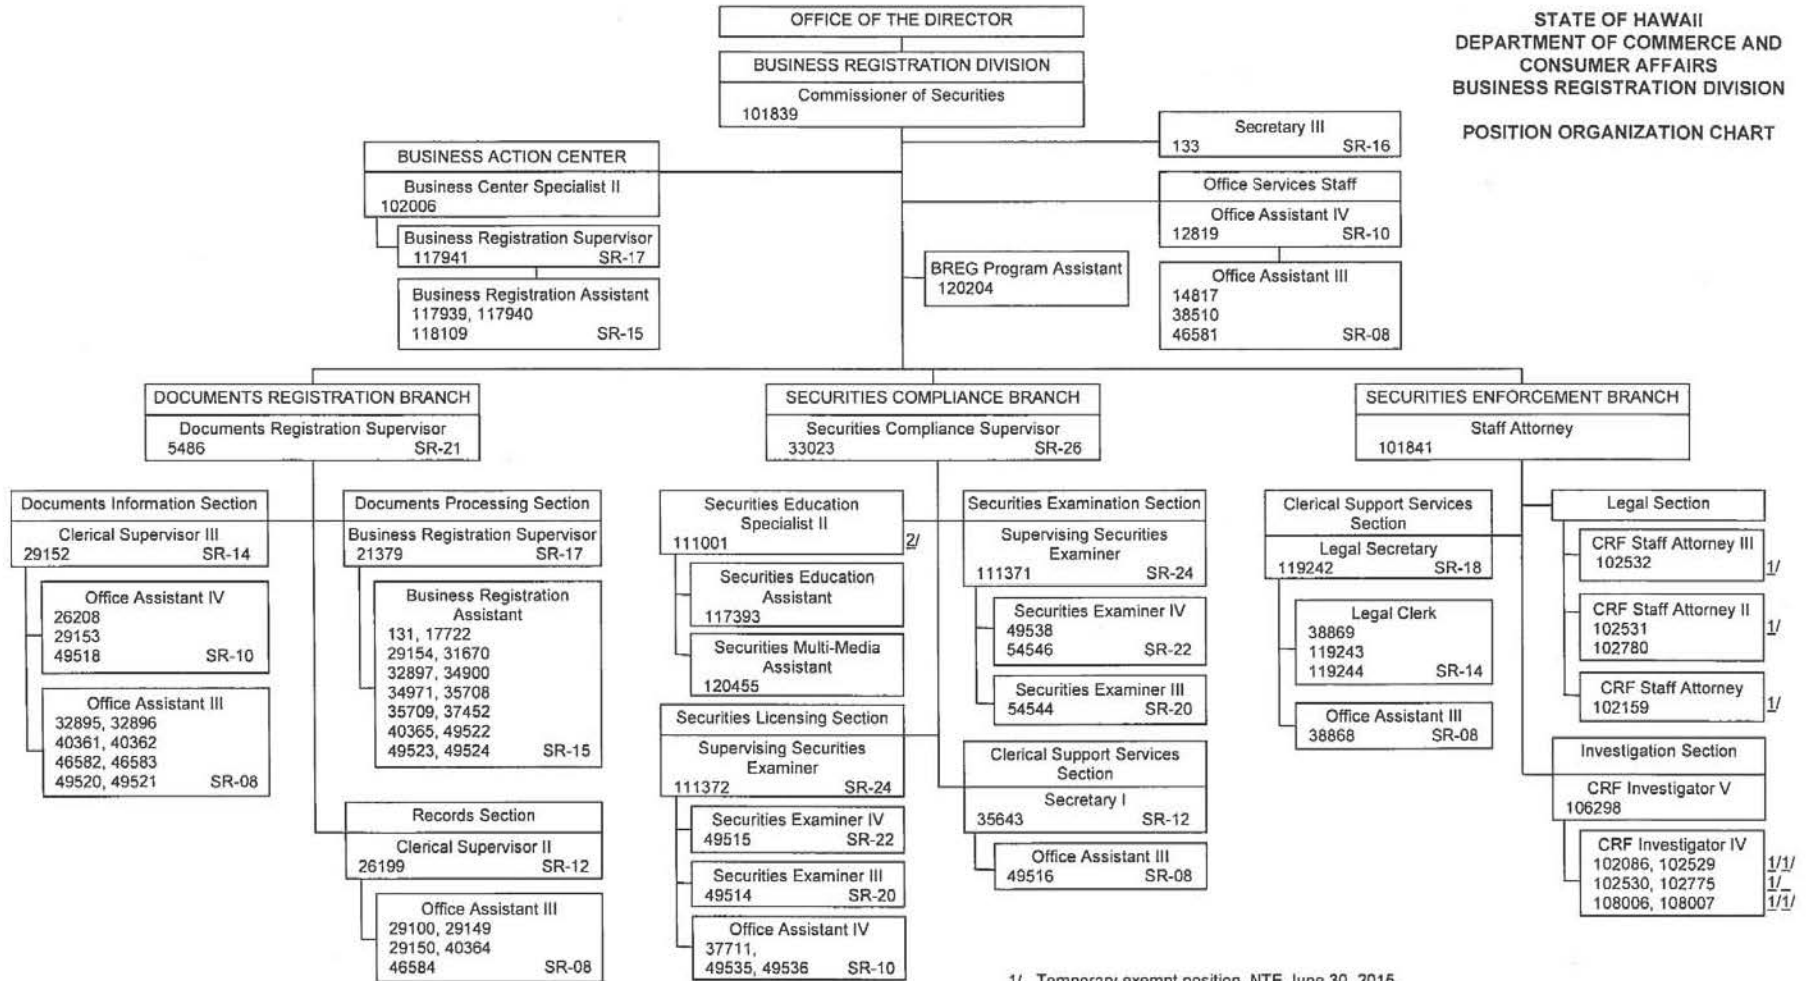 OFFICE OF THE DIRECTOR
BUSINESS REGISTRATION DIVISION
Commissioner of Securities
101839
STATE OF HAWAII
DEPARTMENT OF COMMERCE AND
CONSUMER AFFAIRS
BUSINESS REGISTRATION DIVISION
POSITION ORGANIZATION CHART
Secretary III
133 SR-16
BUSINESS ACTION CENTER
Business Center Specialist II
102006
Business Registration Supervisor
117941 SR-17
Business Registration Assistant
117939, 117940
118109 SR-15
Office Services Staff
Office Assistant IV
12819 SR-10
BREG Program Assistant
120204
Office Assistant III
14817
38510
46581 SR-08
DOCUMENTS REGISTRATION BRANCH
Documents Registration Supervisor
5486 SR-21
Documents Information Section
Clerical Supervisor III
29152 SR-14
Office Assistant IV
26208
29153
49518 SR-10
Office Assistant III
32895, 32896
40361, 40362
46582, 46583
49520, 49521 SR-08
Documents Processing Section
Business Registration Supervisor
21379 SR-17
Business Registration
Assistant
131, 17722
29154, 31670
32897, 34900
34971, 35708
35709, 37452
40365, 49522
49523, 49524 SR-15
Records Section
Clerical Supervisor II
26199 SR-12
Office Assistant III
29100, 29149
29150, 40364
46584 SR-08
SECURITIES COMPLIANCE BRANCH
Securities Compliance Supervisor
33023 SR-26
Securities Education
Specialist II
111001 2/
Securities Education
Assistant
117393
Securities Multi-Media
Assistant
120455
Securities Licensing Section
Supervising Securities
Examiner
111372 SR-24
Securities Examiner IV
49515 SR-22
Securities Examiner III
49514 SR-20
Office Assistant IV
37711,
49535, 49536 SR-10
Securities Examination Section
Supervising Securities
Examiner
111371 SR-24
Securities Examiner IV
49538
54546 SR-22
Securities Examiner III
54544 SR-20
Clerical Support Services
Section
Secretary I
35643 SR-12
Office Assistant III
49516 SR-08
SECURITIES ENFORCEMENT BRANCH
Staff Attorney
101841
Clerical Support Services
Section
Legal Secretary
119242 SR-18
Legal Clerk
38869
119243
119244 SR-14
Office Assistant III
38868 SR-08
Legal Section
CRF Staff Attorney III
102532 1/
CRF Staff Attorney II
102531 1/
102780
CRF Staff Attorney
102159 1/
Investigation Section
CRF Investigator V
106298
CRF Investigator IV
102086, 102529 1/1/
102530, 102775 1/_
108006, 108007 1/1/
1/ Temporary exempt position, NTE June 30, 2015